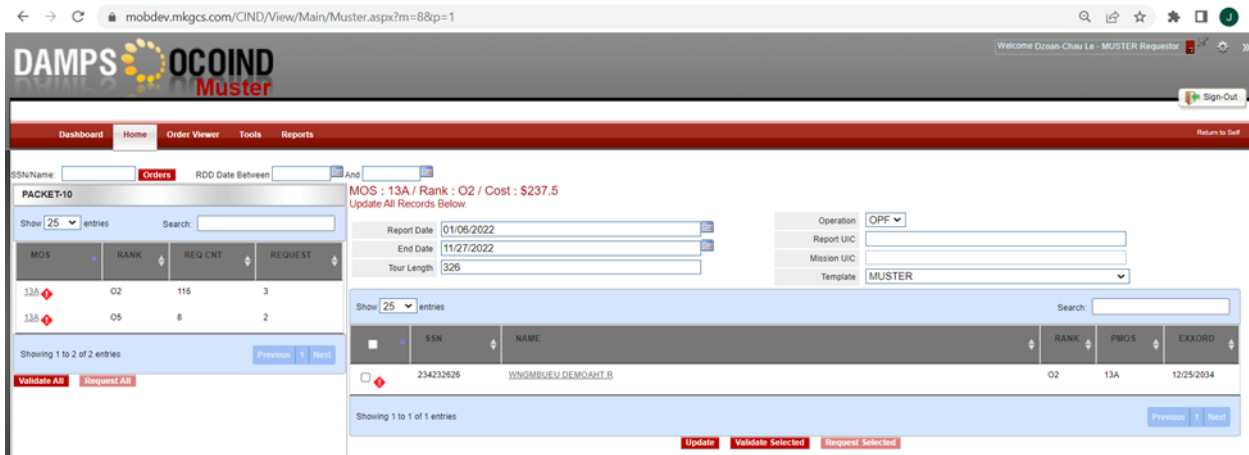 mobdev.mkgcs.com/CIND/View/Main/Muster.aspx?m=8&p=1
J
DAMPS OCOIND
Muster
Welcome Dzoan-Chau Le - MUSTER Requestor
Sign-Out
Dashboard Home Order Viewer Tools Reports
Return to Self
SSN/Name: Orders RDD Date Between And
PACKET-10
Show 25 entries Search:
MOS RANK REQ CNT REQUEST
13A O2 116 3
13A O5 8 2
Showing 1 to 2 of 2 entries Previous 1 Next
Validate All Request All
MOS : 13A / Rank : O2 / Cost : $237.5
Update All Records Below.
Report Date 01/06/2022
End Date 11/27/2022
Tour Length 326
Operation OPF
Report UIC
Mission UIC
Template MUSTER
Show 25 entries Search:
SSN NAME RANK PMOS EXXORD
234232626 WNGMBUEU DEMOAHT R O2 13A 12/25/2034
Showing 1 to 1 of 1 entries Previous 1 Next
Update Validate Selected Request Selected